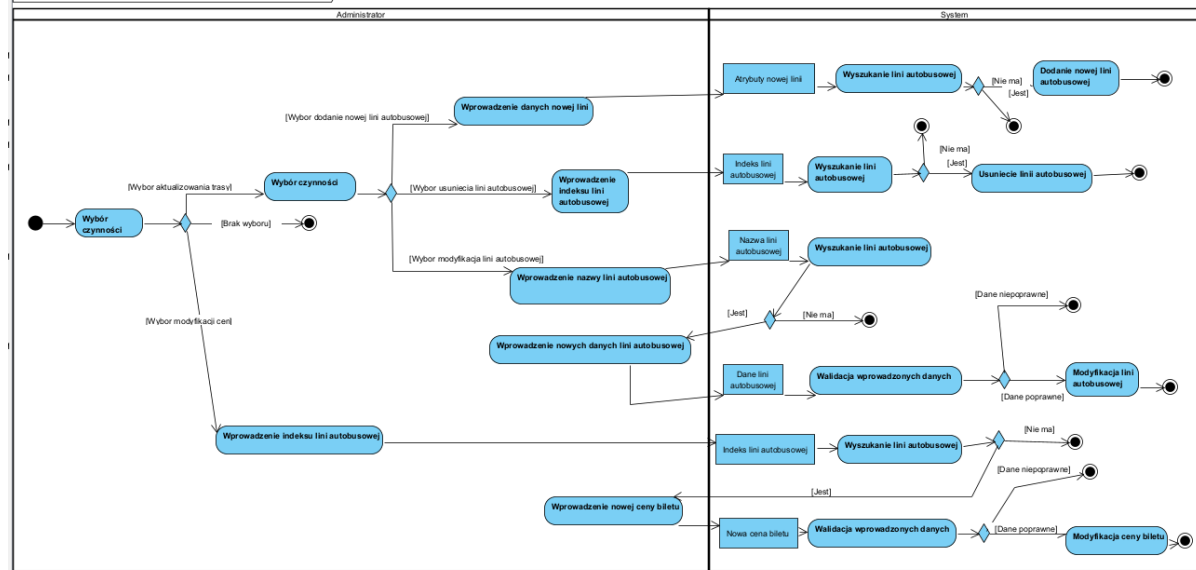 Administrator
System
Atrybuty nowej linii
Wyszukanie lini autobusowej
[Nie ma]
[Jest]
Dodanie nowej lini
autobusowej
Wprowadzenie danych nowej lini
[Wybor dodanie nowej lini autobusowej]
Indeks lini
autobusowej
Wyszukanie lini
autobusowej
[Nie ma]
[Jest]
Usuniecie linii autobusowej
[Wybor aktualizowania trasy]
Wybór czynności
[Wybor usuniecia lini autobusowej]
Wprowadzenie
indeksu lini
autobusowej
Wybór
czynności
[Brak wyboru]
Nazwa lini
autobusowej
Wyszukanie lini autobusowej
[Wybor modyfikacja lini autobusowej]
Wprowadzenie nazwy lini autobusowej
[Wybor modyfikacji cen]
[Jest]
[Nie ma]
[Dane niepoprawne]
Wprowadzenie nowych danych lini autobusowej
Dane lini
autobusowej
Walidacja wprowadzonych danych
[Dane poprawne]
Modyfikacja lini
autobusowej
Wprowadzenie indeksu lini autobusowej
Indeks lini autobusowej
Wyszukanie lini autobusowej
[Nie ma]
[Dane niepoprawne]
[Jest]
Wprowadzenie nowej ceny biletu
Nowa cena biletu
Walidacja wprowadzonych danych
[Dane poprawne]
Modyfikacja ceny biletu